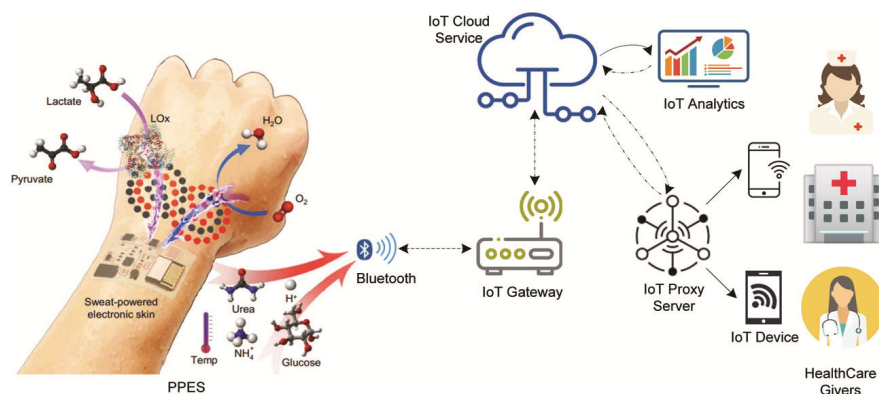 Lactate
LOx
H₂O
Pyruvate
O₂
Sweat-powered
electronic skin
Urea
H⁺
Temp
NH₄⁺
Glucose
PPES
Bluetooth
IoT Cloud
Service
IoT Analytics
IoT Gateway
IoT Proxy
Server
IoT Device
HealthCare
Givers